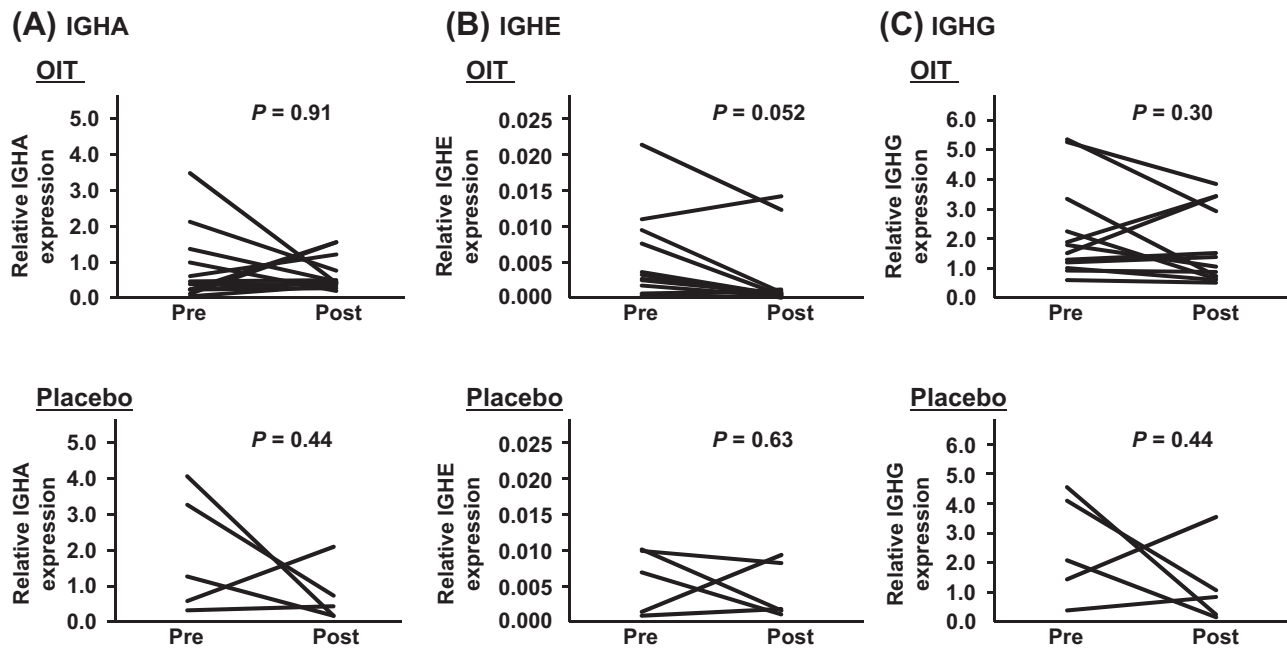 (A) IGHA
OIT
Relative IGHA
expression
5.0
4.0
3.0
2.0
1.0
0.0
P = 0.91
Pre
Post
(B) IGHE
OIT
Relative IGHE
expression
0.025
0.020
0.015
0.010
0.005
0.000
P = 0.052
Pre
Post
(C) IGHG
OIT
Relative IGHG
expression
6.0
5.0
4.0
3.0
2.0
1.0
0.0
P = 0.30
Pre
Post
Placebo
Relative IGHA
expression
5.0
4.0
3.0
2.0
1.0
0.0
P = 0.44
Pre
Post
Placebo
Relative IGHE
expression
0.025
0.020
0.015
0.010
0.005
0.000
P = 0.63
Pre
Post
Placebo
Relative IGHG
expression
6.0
5.0
4.0
3.0
2.0
1.0
0.0
P = 0.44
Pre
Post